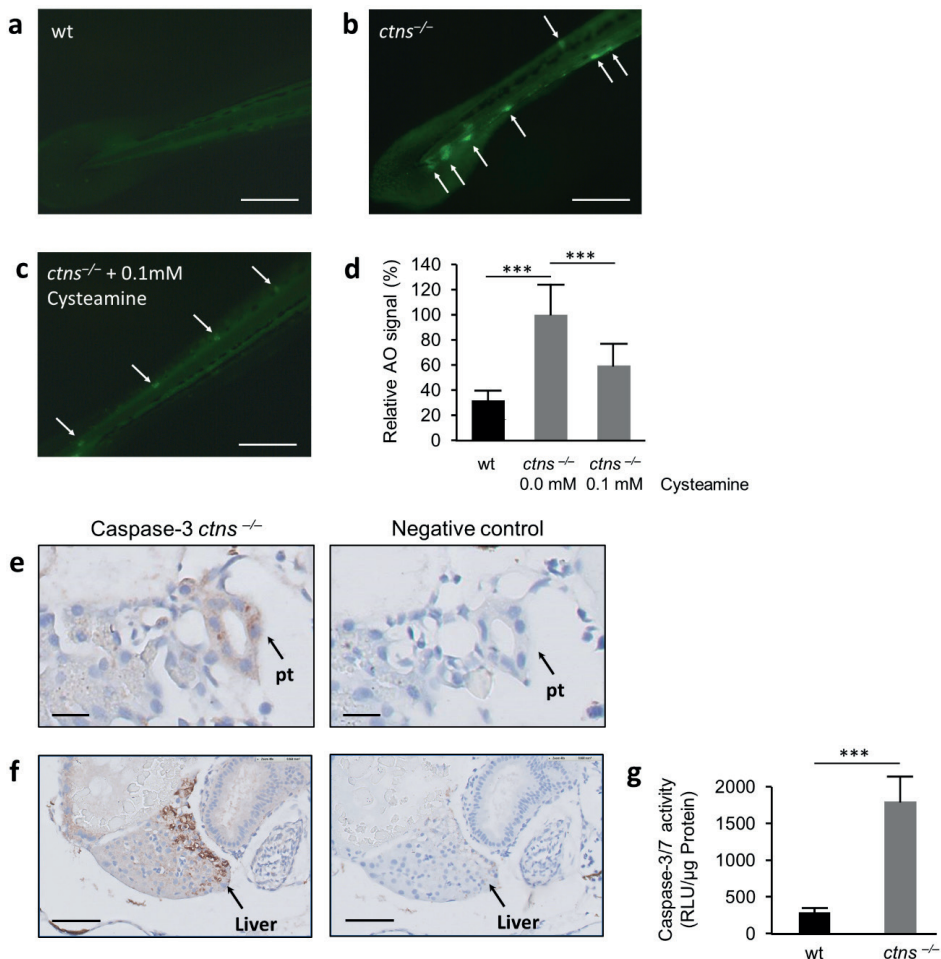 a
wt
b
ctns−/−
c
ctns−/− + 0.1mM
Cysteamine
d
Relative AO signal (%)
140
120
100
80
60
40
20
0
***
***
wt
ctns −/−
0.0 mM
ctns −/−
0.1 mM
Cysteamine
Caspase-3 ctns −/−
Negative control
e
pt
pt
f
Liver
Liver
g
Caspase-3/7 activity
(RLU/µg Protein)
2000
1500
1000
500
0
***
wt
ctns −/−